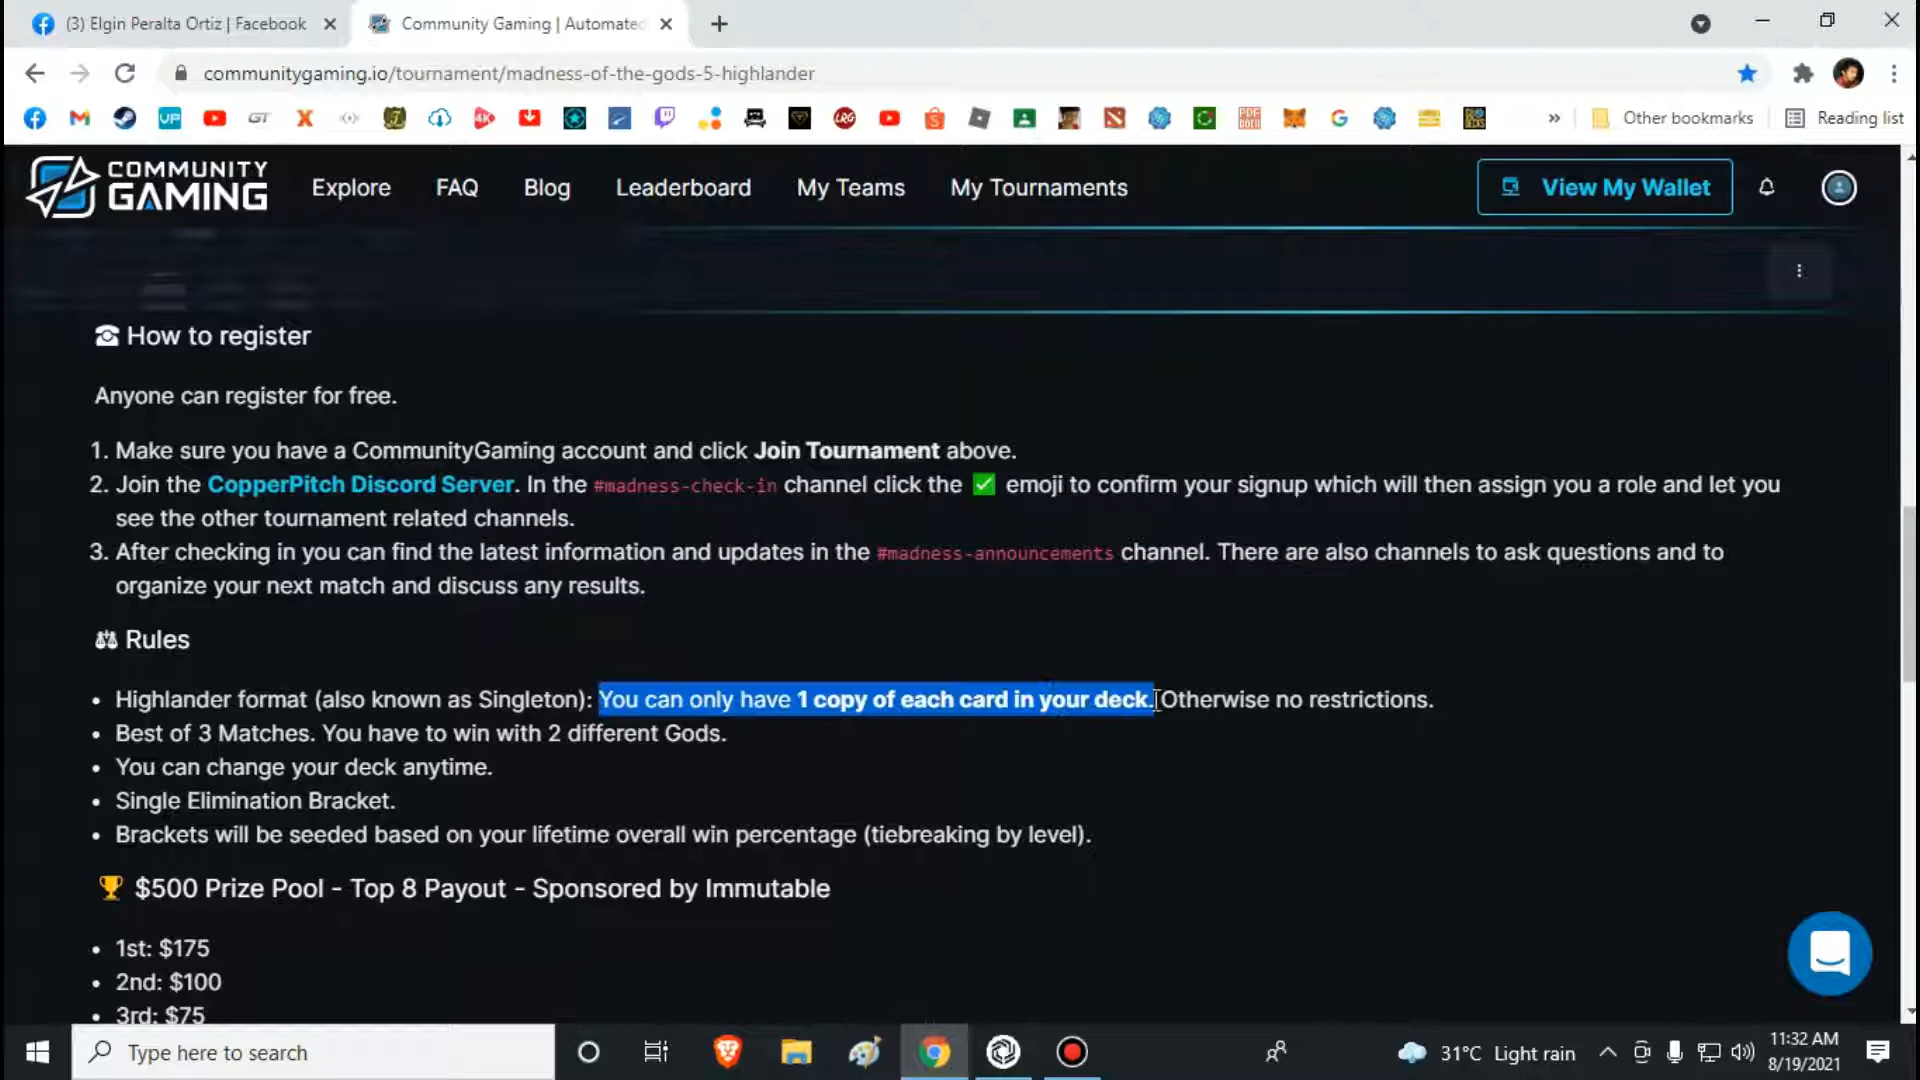 (3) Elgin Peralta Ortiz | Facebook
Community Gaming | Automated
communitygaming.io/tournament/madness-of-the-gods-5-highlander
Other bookmarks
Reading list
COMMUNITY
GAMING
Explore
FAQ
Blog
Leaderboard
My Teams
My Tournaments
View My Wallet
How to register
Anyone can register for free.
1. Make sure you have a CommunityGaming account and click Join Tournament above.
2. Join the CopperPitch Discord Server. In the #madness-check-in channel click the ✅ emoji to confirm your signup which will then assign you a role and let you
see the other tournament related channels.
3. After checking in you can find the latest information and updates in the #madness-announcements channel. There are also channels to ask questions and to
organize your next match and discuss any results.
Rules
• Highlander format (also known as Singleton): You can only have 1 copy of each card in your deck. Otherwise no restrictions.
• Best of 3 Matches. You have to win with 2 different Gods.
• You can change your deck anytime.
• Single Elimination Bracket.
• Brackets will be seeded based on your lifetime overall win percentage (tiebreaking by level).
🏆 $500 Prize Pool - Top 8 Payout - Sponsored by Immutable
• 1st: $175
• 2nd: $100
• 3rd: $75
Type here to search
31°C Light rain
11:32 AM
8/19/2021